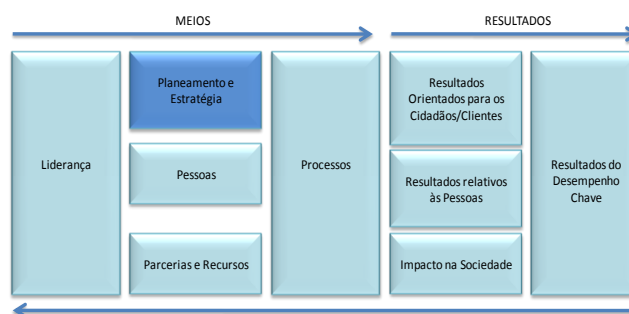 MEIOS
RESULTADOS
Liderança
Planeamento e
Estratégia
Pessoas
Parcerias e Recursos
Processos
Resultados
Orientados para os
Cidadãos/Clientes
Resultados relativos
às Pessoas
Impacto na Sociedade
Resultados do
Desempenho
Chave